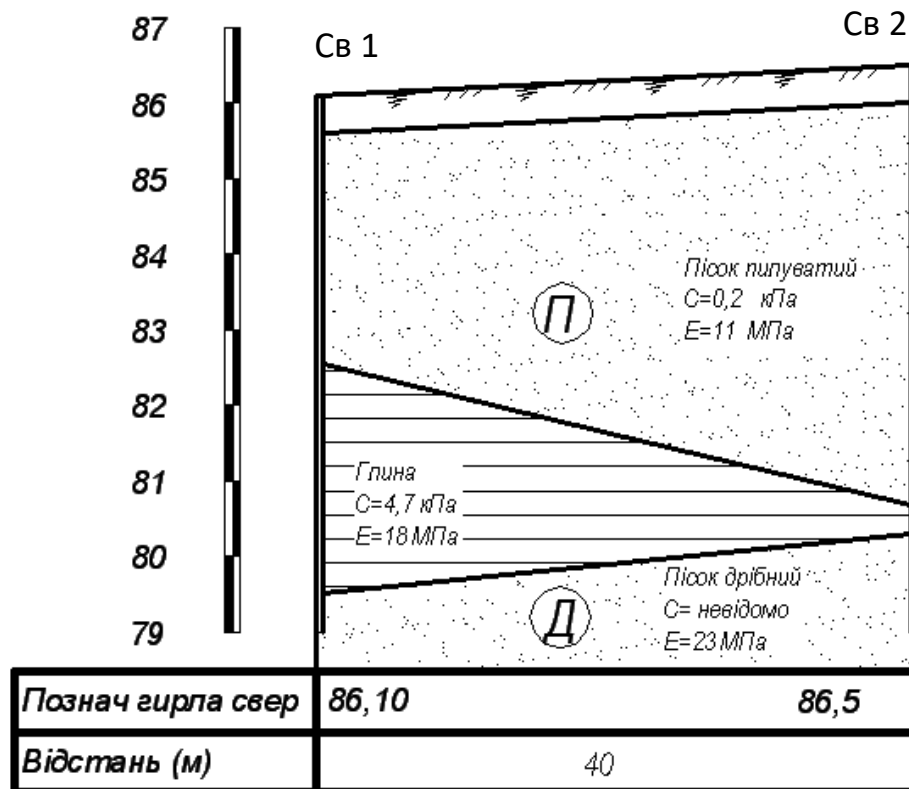 87
Св 1
Св 2
86
85
84
Пісок пилуватий
С=0,2 кПа
П
83
Е=11 МПа
82
81
Глина
С=4,7 кПа
Е=18 МПа
80
Пісок дрібний
Д
С= невідомо
79
Е=23 МПа
Познач гирла свер 86,10 86,5
Відстань (м) 40